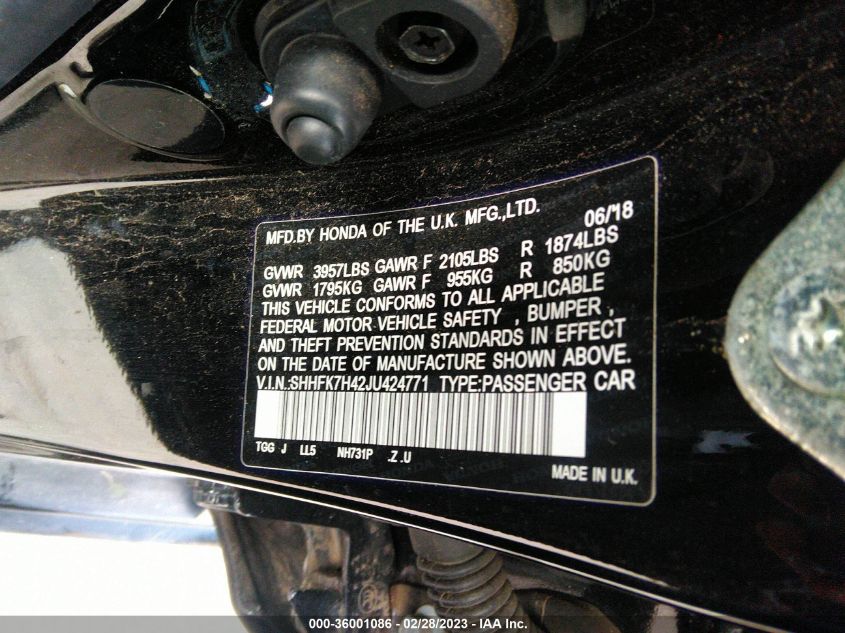 MFD.BY HONDA OF THE U.K. MFG.,LTD. 06/'18
GVWR 3957LBS GAWR F 2105LBS R 1874LBS
GVWR 1795KG GAWR F 955KG R 850KG
THIS VEHICLE CONFORMS TO ALL APPLICABLE
FEDERAL MOTOR VEHICLE SAFETY , BUMPER ,
AND THEFT PREVENTION STANDARDS IN EFFECT
ON THE DATE OF MANUFACTURE SHOWN ABOVE.
V.I.N.:SHHFK7H42JU424771 TYPE:PASSENGER CAR
TGG J LL5 NH731P .Z .U
MADE IN U.K.
000-36001086 - 02/28/2023 - IAA Inc.